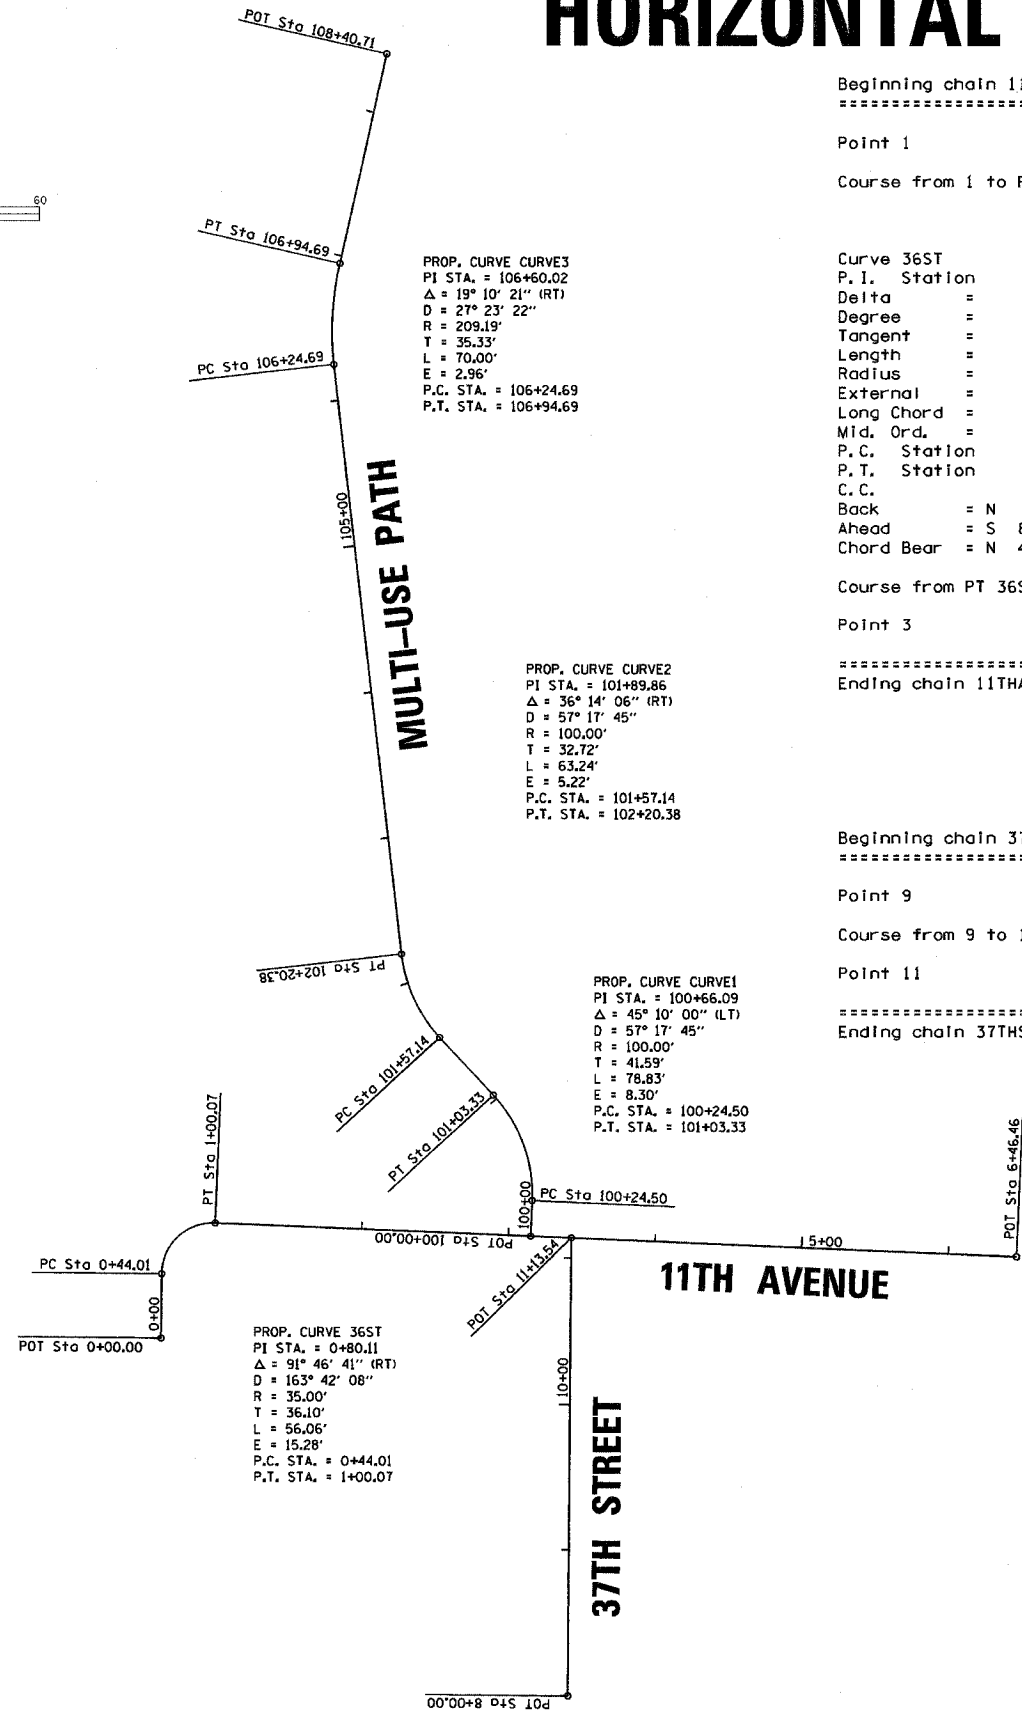 HORIZONTAL
POT Sta 108+40.71
60
PT Sta 106+94.69
PC Sta 106+24.69
PROP. CURVE CURVE3
PI STA. = 106+60.02
Δ = 19° 10' 21" (RT)
D = 27° 23' 22"
R = 209.19'
T = 35.33'
L = 70.00'
E = 2.96'
P.C. STA. = 106+24.69
P.T. STA. = 106+94.69
105+00
MULTI-USE PATH
PROP. CURVE CURVE2
PI STA. = 101+89.86
Δ = 36° 14' 06" (RT)
D = 57° 17' 45"
R = 100.00'
T = 32.72'
L = 63.24'
E = 5.22'
P.C. STA. = 101+57.14
P.T. STA. = 102+20.38
PT Sta 102+20.38
PC Sta 101+57.14
PT Sta 101+03.33
PROP. CURVE CURVE1
PI STA. = 100+66.09
Δ = 45° 10' 00" (LT)
D = 57° 17' 45"
R = 100.00'
T = 41.59'
L = 78.83'
E = 8.30'
P.C. STA. = 100+24.50
P.T. STA. = 101+03.33
PT Sta 1+00.07
100+00
PC Sta 100+24.50
POT Sta 100+00.00
POT Sta 6+46.46
5+00
PC Sta 0+44.01
0+00
POT Sta 0+00.00
POT Sta 11+13.54
11TH AVENUE
PROP. CURVE 36ST
PI STA. = 0+80.11
Δ = 91° 46' 41" (RT)
D = 163° 42' 08"
R = 35.00'
T = 36.10'
L = 56.06'
E = 15.28'
P.C. STA. = 0+44.01
P.T. STA. = 1+00.07
10+00
37TH STREET
POT Sta 8+00.00
Beginning chain 11
====================
Point 1
Course from 1 to
Curve 36ST
P.I. Station
Delta =
Degree =
Tangent =
Length =
Radius =
External =
Long Chord =
Mid. Ord. =
P.C. Station
P.T. Station
C.C.
Back = N
Ahead = S 8
Chord Bear = N 4
Course from PT 36S
Point 3
====================
Ending chain 11THA
Beginning chain 37
====================
Point 9
Course from 9 to 1
Point 11
====================
Ending chain 37THS